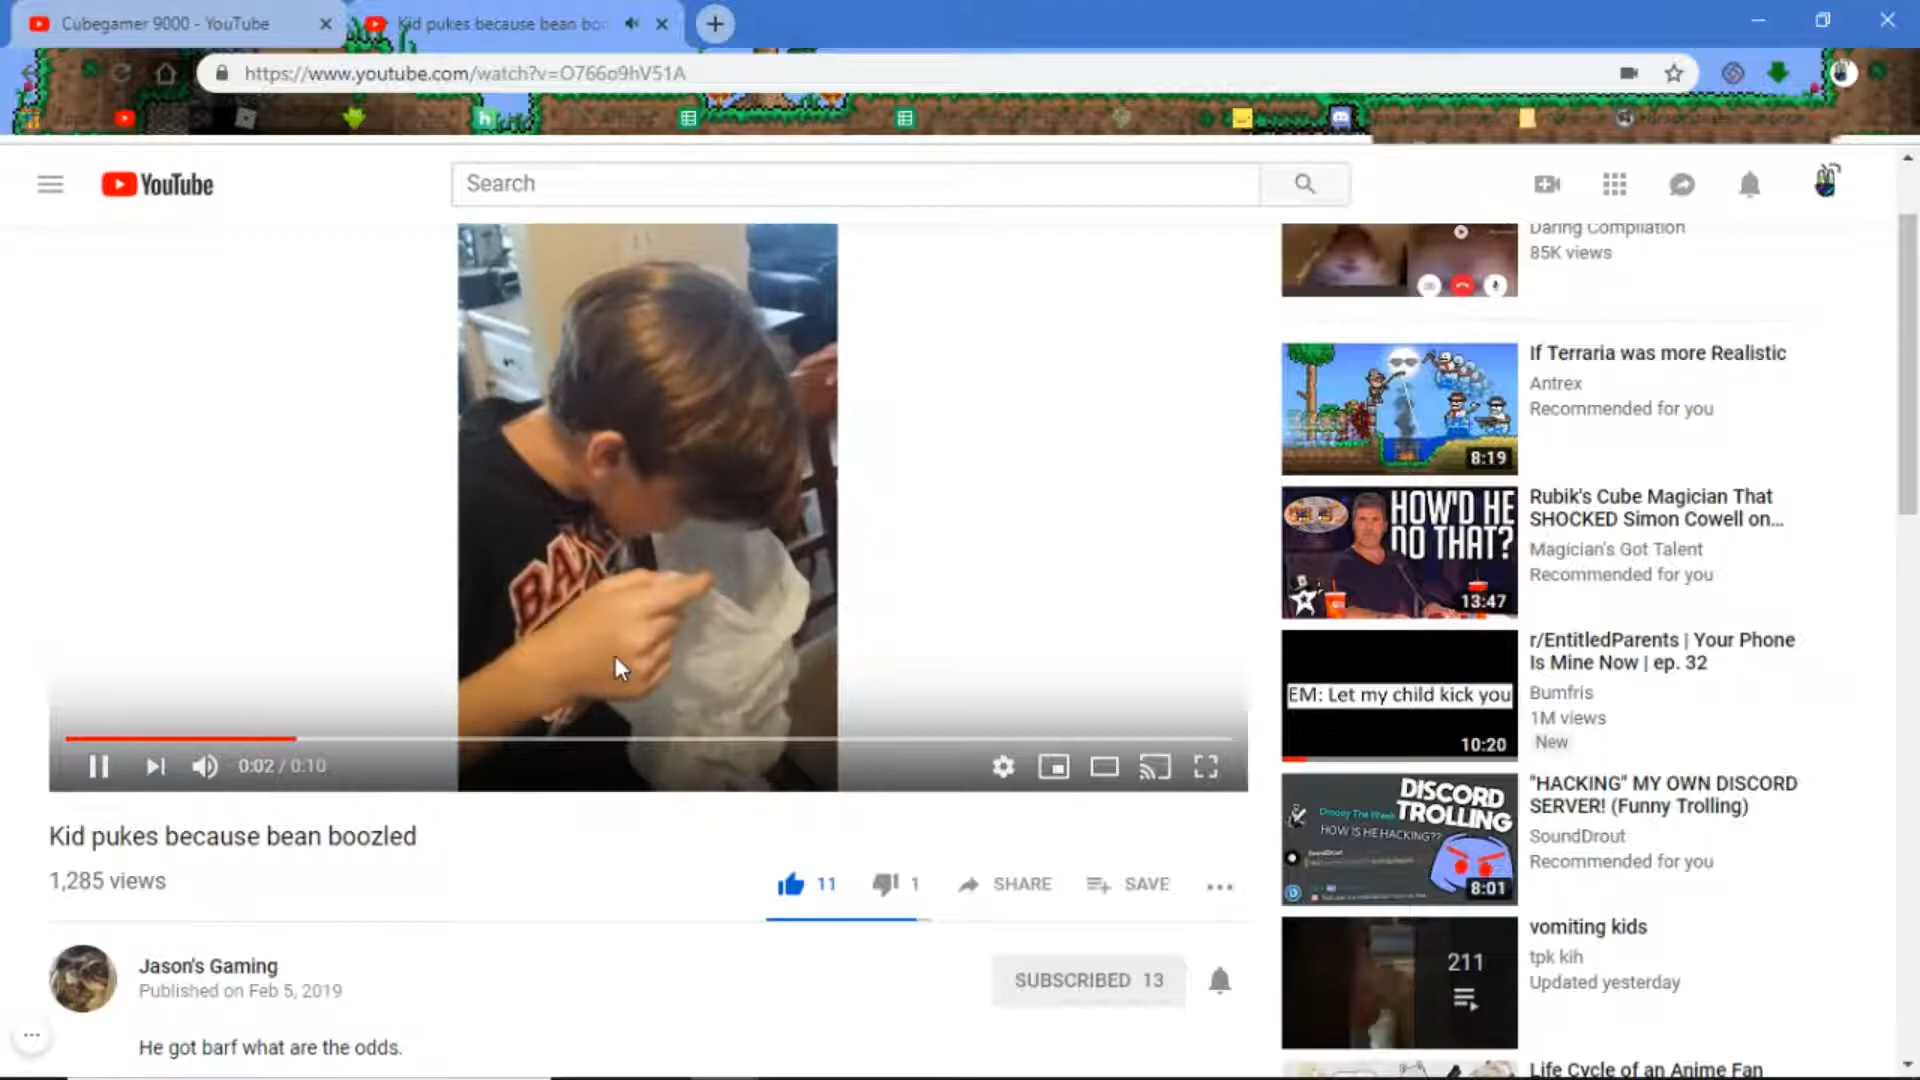 Cubegamer 9000 - YouTube
Kid pukes because bean boo
https://www.youtube.com/watch?v=O766o9hV51A
YouTube
Search
Daring Compilation
85K views
If Terraria was more Realistic
Antrex
Recommended for you
8:19
HOW'D HE
DO THAT?
13:47
Rubik's Cube Magician That
SHOCKED Simon Cowell on...
Magician's Got Talent
Recommended for you
EM: Let my child kick you
10:20
r/EntitledParents | Your Phone
Is Mine Now | ep. 32
Bumfris
1M views
New
DISCORD
TROLLING
HOW IS HE HACKING??
8:01
"HACKING" MY OWN DISCORD
SERVER! (Funny Trolling)
SoundDrout
Recommended for you
211
vomiting kids
tpk kih
Updated yesterday
Life Cycle of an Anime Fan
0:02 / 0:10
Kid pukes because bean boozled
1,285 views
11
1
SHARE
SAVE
Jason's Gaming
Published on Feb 5, 2019
SUBSCRIBED 13
He got barf what are the odds.